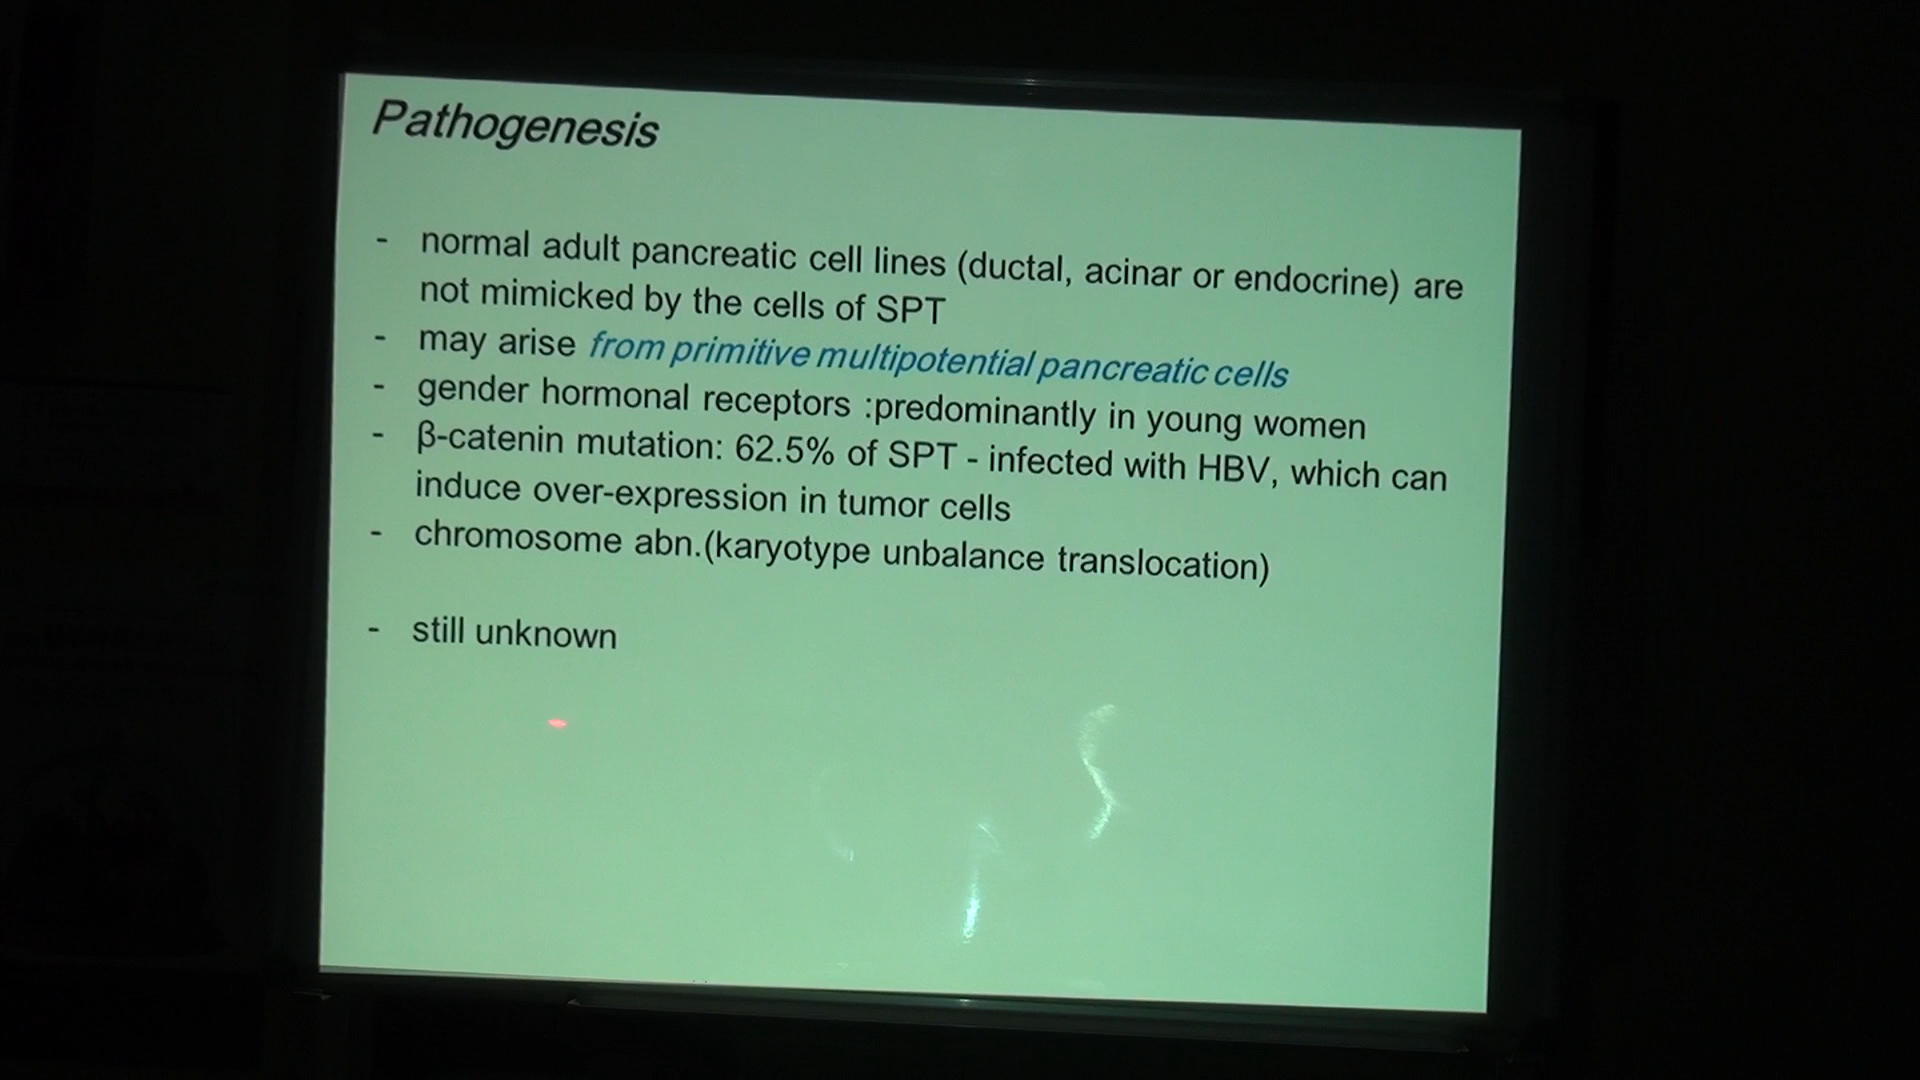 Pathogenesis
- normal adult pancreatic cell lines (ductal, acinar or endocrine) are
not mimicked by the cells of SPT
- may arise from primitive multipotential pancreatic cells
- gender hormonal receptors :predominantly in young women
- β-catenin mutation: 62.5% of SPT - infected with HBV, which can
induce over-expression in tumor cells
- chromosome abn.(karyotype unbalance translocation)
- still unknown